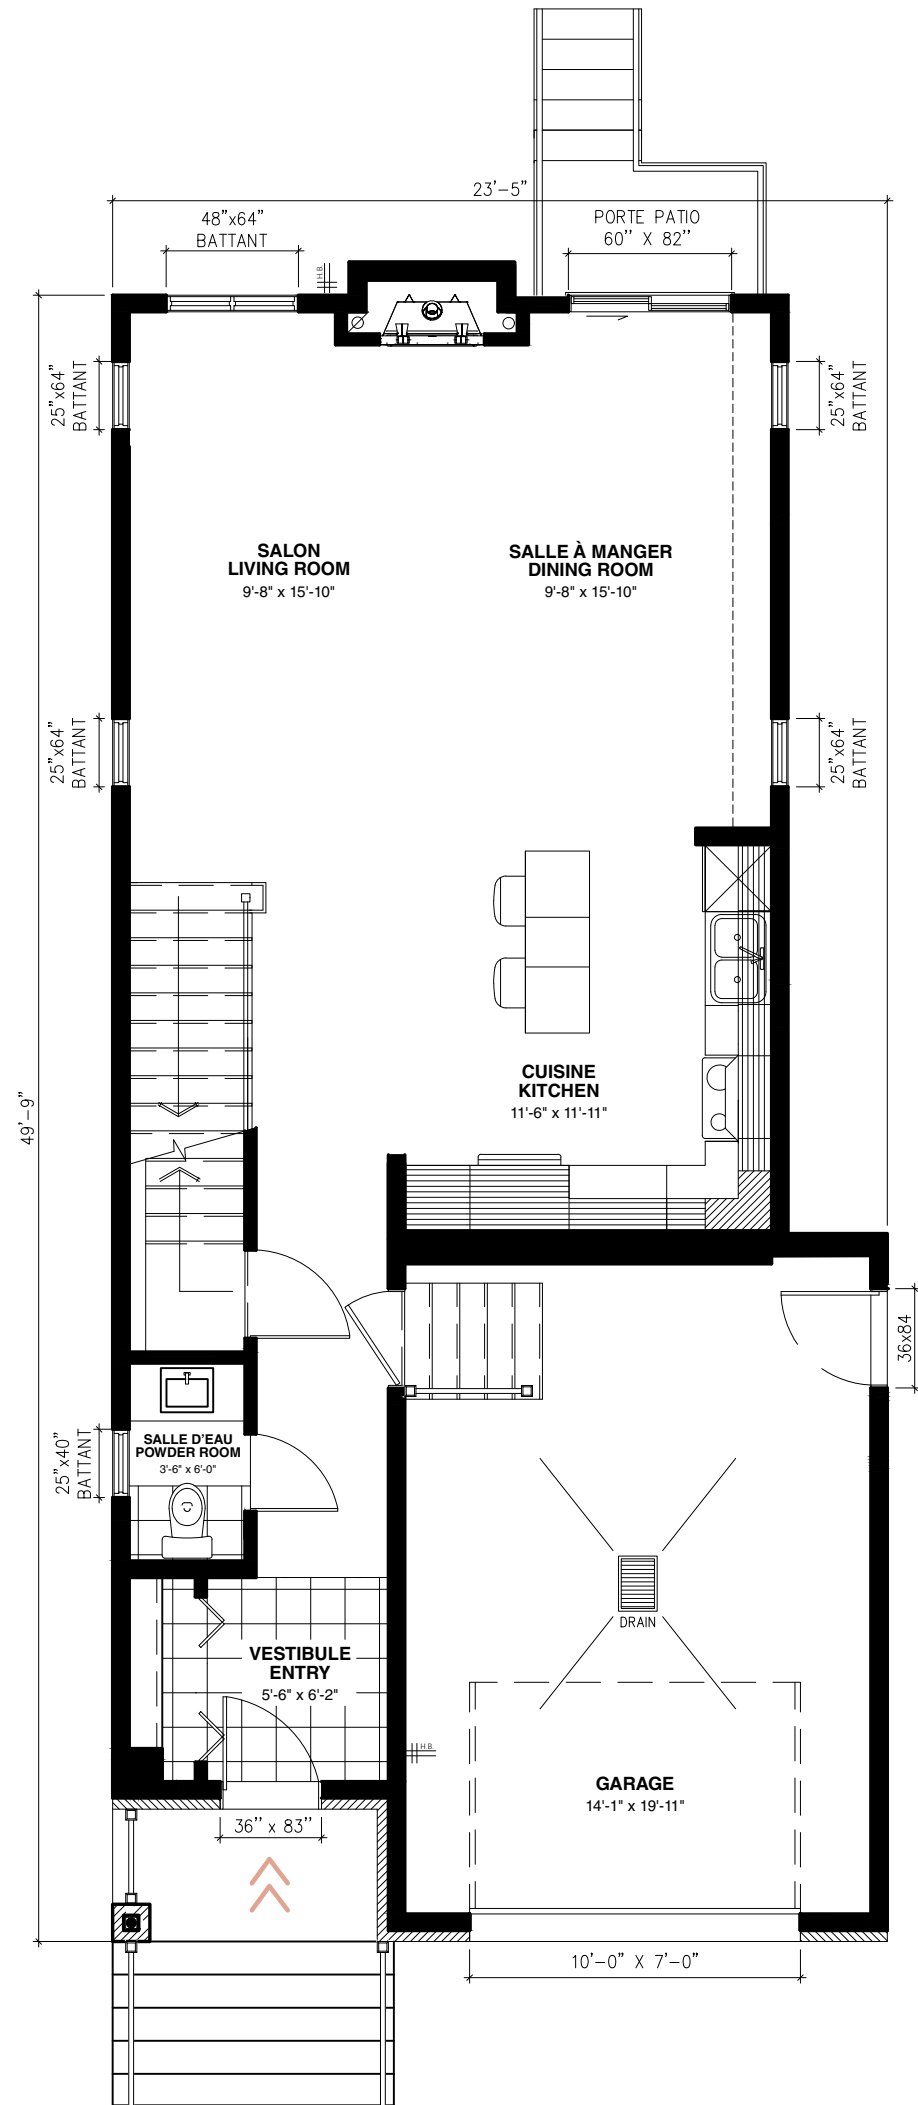 23'-5"
48"x64"
BATTANT
PORTE PATIO
60'' X 82''
H.B.
25"x64"
BATTANT
25"x64"
BATTANT
SALON
LIVING ROOM
9'-8" x 15'-10"
SALLE À MANGER
DINING ROOM
9'-8" x 15'-10"
25"x64"
BATTANT
25"x64"
BATTANT
CUISINE
KITCHEN
11'-6" x 11'-11"
49'-9"
36x84
SALLE D'EAU
POWDER ROOM
3'-6" x 6'-0"
25"x40"
BATTANT
DRAIN
VESTIBULE
ENTRY
5'-6" x 6'-2"
H.B.
GARAGE
14'-1" x 19'-11"
36'' x 83''
10'-0" X 7'-0"